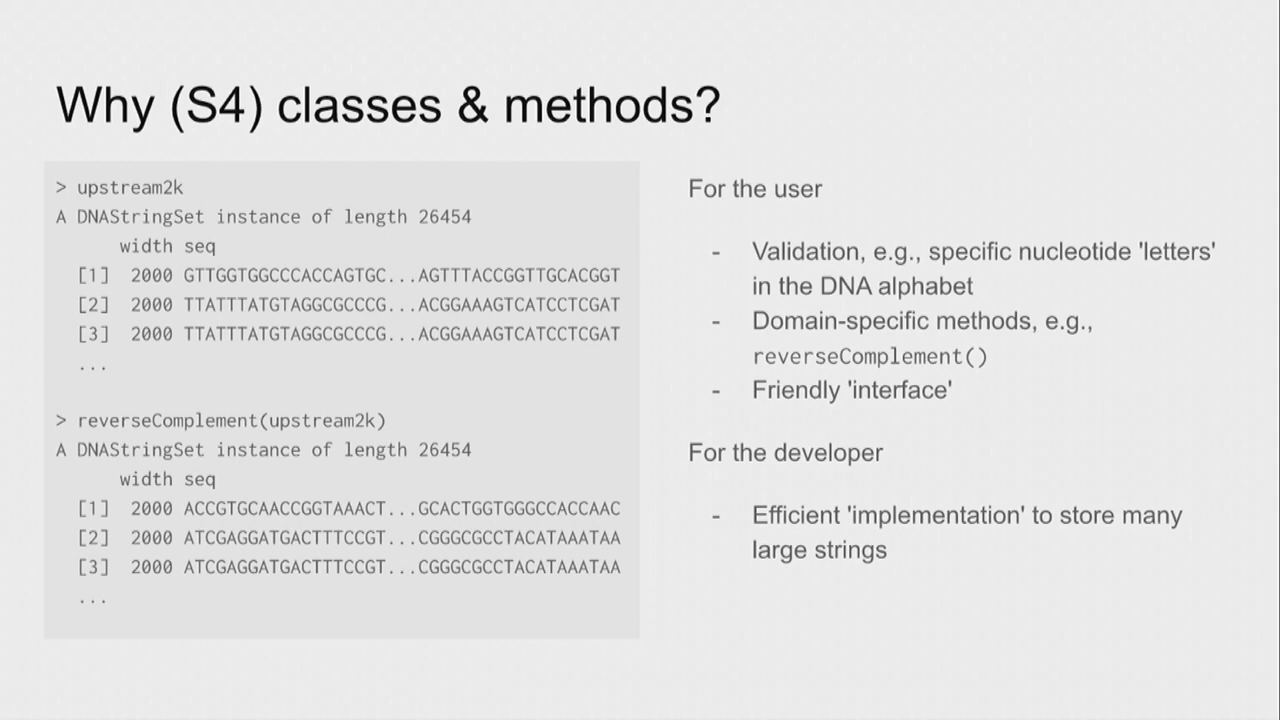 Why (S4) classes & methods?
> upstream2k
A DNAStringSet instance of length 26454
width seq
[1] 2000 GTTGGTGGCCCACCAGTGC...AGTTTACCGGTTGCACGGT
[2] 2000 TTATTTATGTAGGCGCCCG...ACGGAAAGTCATCCTCGAT
[3] 2000 TTATTTATGTAGGCGCCCG...ACGGAAAGTCATCCTCGAT
...
> reverseComplement(upstream2k)
A DNAStringSet instance of length 26454
width seq
[1] 2000 ACCGTGCAACCGGTAAACT...GCACTGGTGGGCCACCAAC
[2] 2000 ATCGAGGATGACTTTCCGT...CGGGCGCCTACATAAATAA
[3] 2000 ATCGAGGATGACTTTCCGT...CGGGCGCCTACATAAATAA
...
For the user
- Validation, e.g., specific nucleotide 'letters'
in the DNA alphabet
- Domain-specific methods, e.g.,
reverseComplement()
- Friendly 'interface'
For the developer
- Efficient 'implementation' to store many
large strings